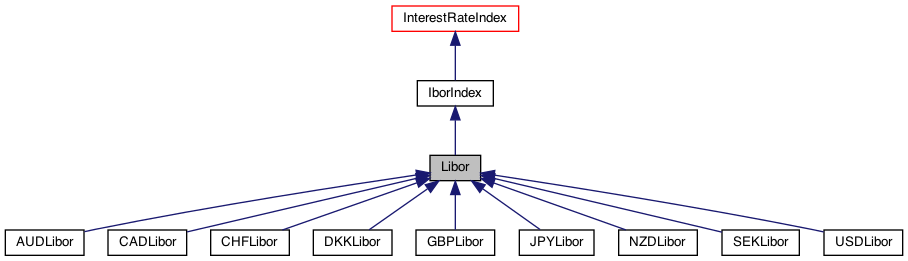 InterestRateIndex
IborIndex
Libor
AUDLibor
CADLibor
CHFLibor
DKKLibor
GBPLibor
JPYLibor
NZDLibor
SEKLibor
USDLibor